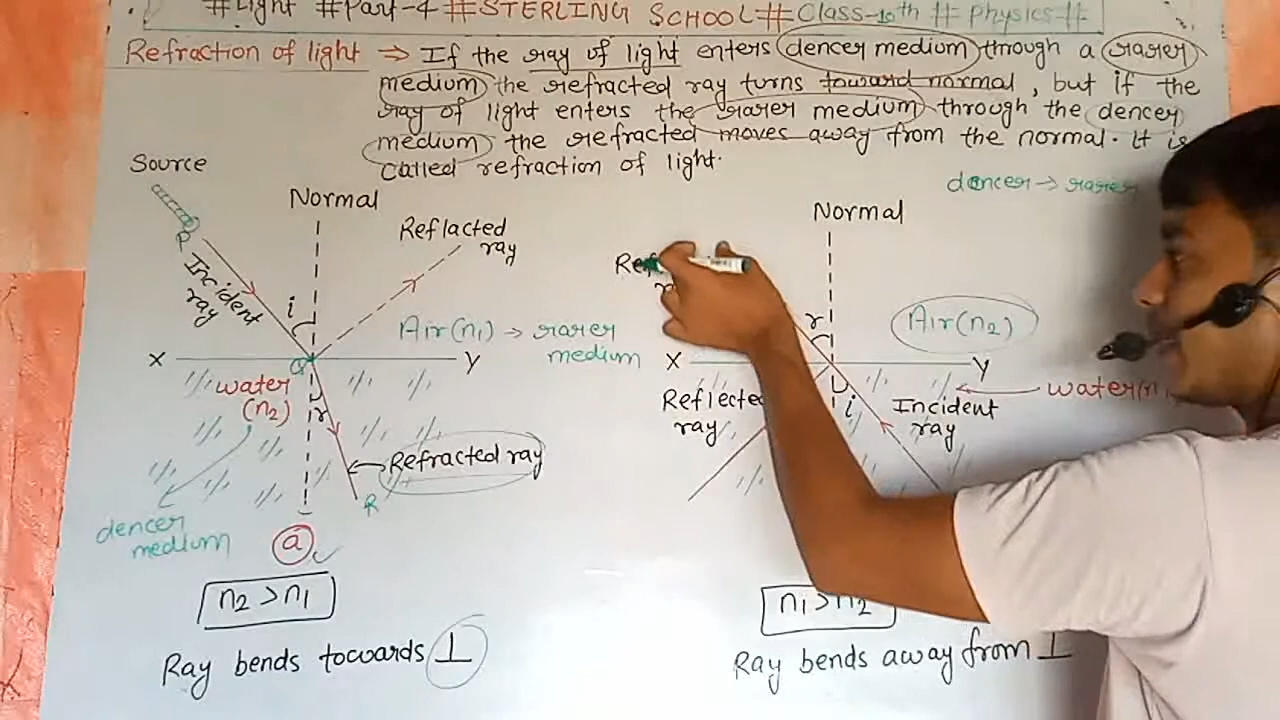 #Light #Part-4 #STERLING SCHOOL# Class-10th # Physics #
Refraction of light ⇒ If the ray of light enters dencer medium through a rarer
medium the refracted ray turns toward normal, but if the
ray of light enters the rarer medium through the dencer
medium the refracted moves away from the normal. It is
called refraction of light.
Source
Normal
Reflacted
ray
P
Incident
ray
i
Air(n1) → rarer
medium
X
Q
Y
water
(n2)
r
Refracted ray
R
dencer
medium
a
n2 > n1
Ray bends towards ⊥
dencer → rarer
Normal
r
Air(n2)
X
Y
water(n
Reflected
ray
i
Incident
ray
n1 > n2
Ray bends away from ⊥